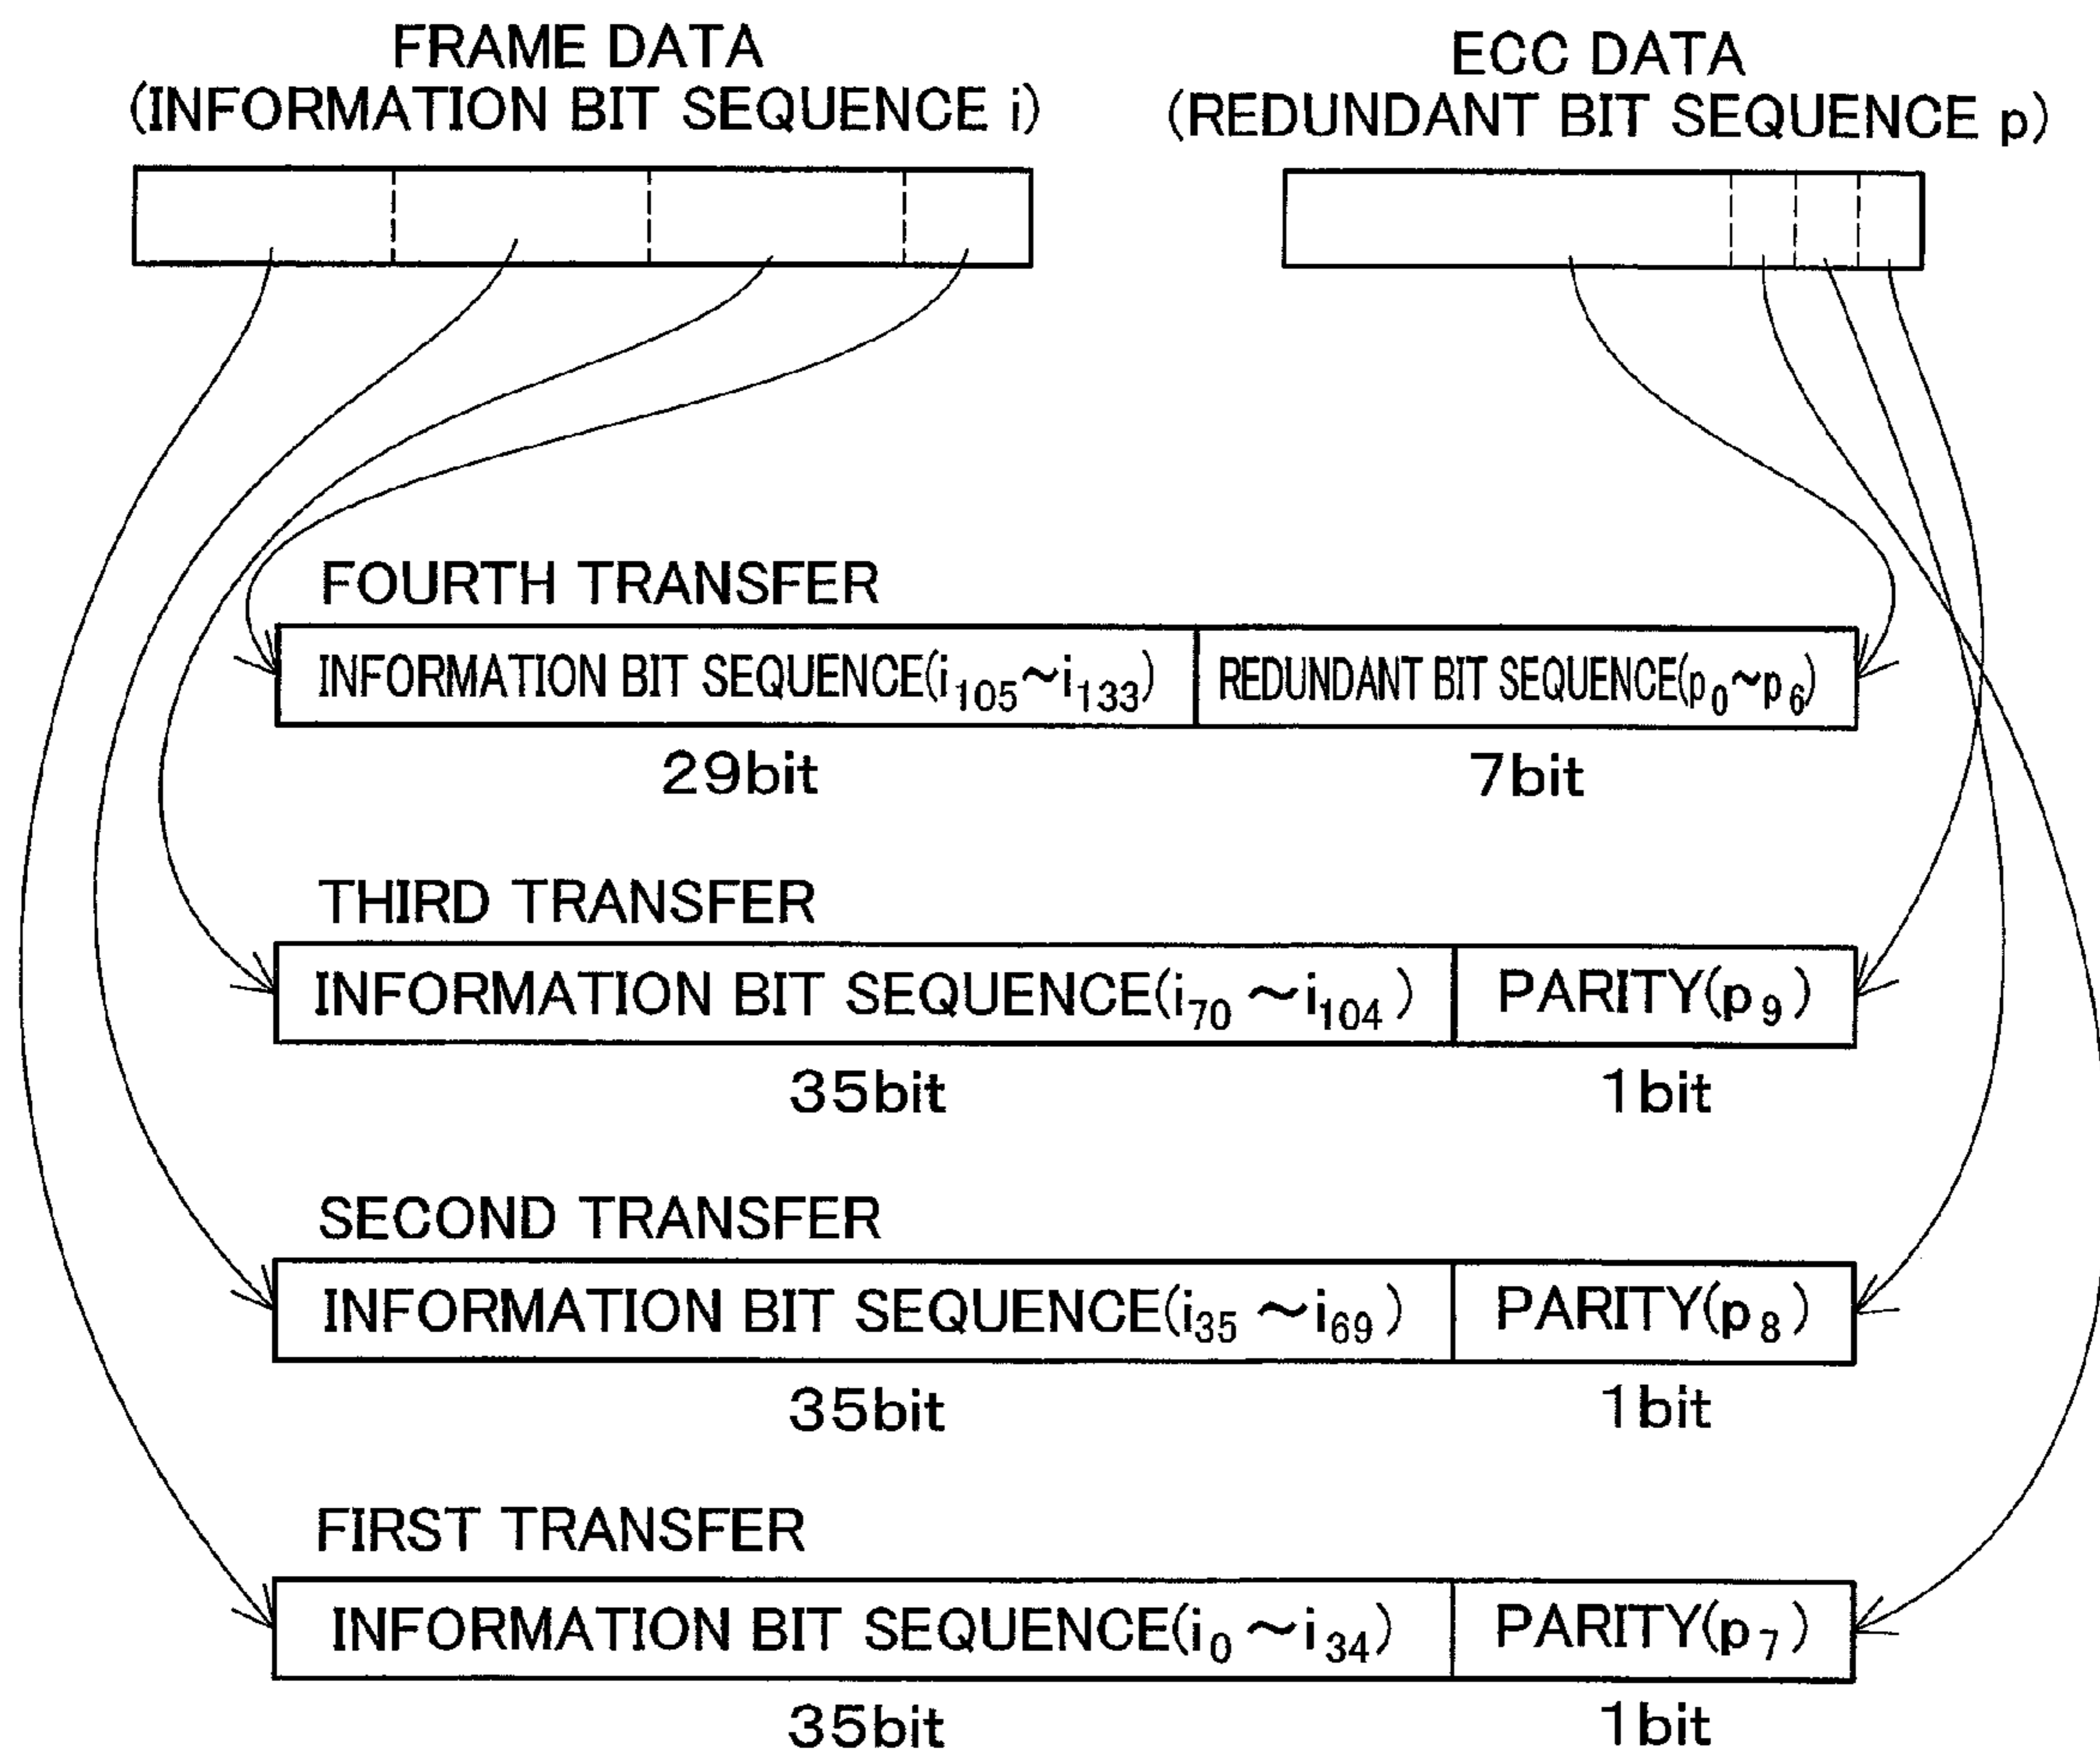 FRAME DATA
(INFORMATION BIT SEQUENCE i)
ECC DATA
(REDUNDANT BIT SEQUENCE p)
FOURTH TRANSFER
INFORMATION BIT SEQUENCE(i105~i133) REDUNDANT BIT SEQUENCE(p0~p6)
29bit 7bit
THIRD TRANSFER
INFORMATION BIT SEQUENCE(i70~i104) PARITY(p9)
35bit 1bit
SECOND TRANSFER
INFORMATION BIT SEQUENCE(i35~i69) PARITY(p8)
35bit 1bit
FIRST TRANSFER
INFORMATION BIT SEQUENCE(i0~i34) PARITY(p7)
35bit 1bit